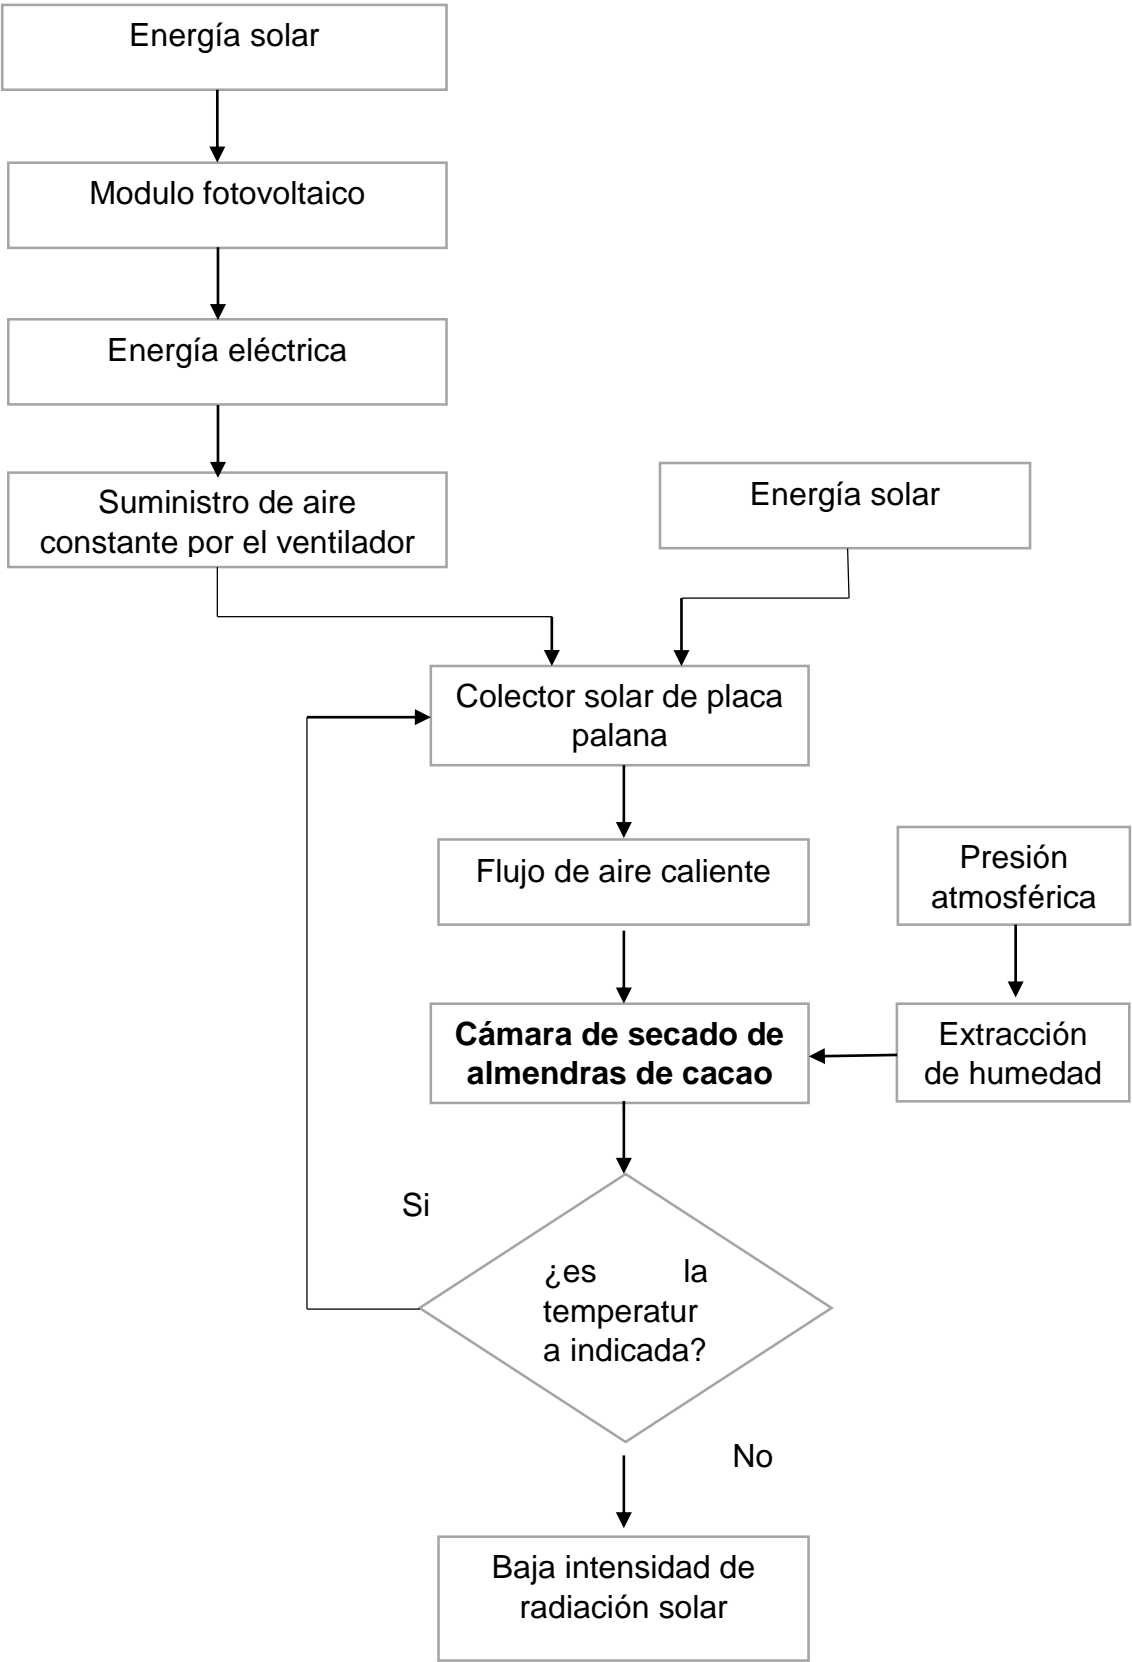 Energía solar
Modulo fotovoltaico
Energía eléctrica
Suministro de aire
constante por el ventilador
Energía solar
Colector solar de placa
palana
Flujo de aire caliente
Presión
atmosférica
Cámara de secado de
almendras de cacao
Extracción
de humedad
Si
¿es la
temperatur
a indicada?
No
Baja intensidad de
radiación solar